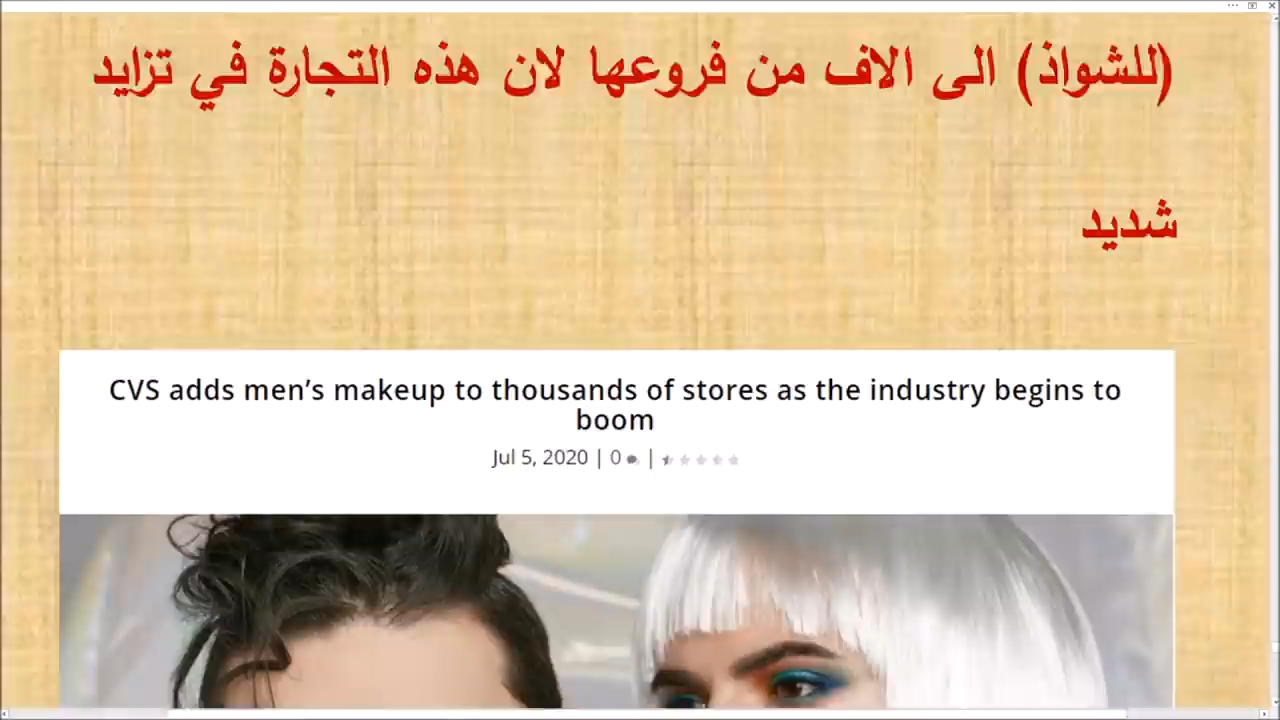 (للشواذ) الى الاف من فروعها لان هذه التجارة في تزايد
شديد
CVS adds men’s makeup to thousands of stores as the industry begins to
boom
Jul 5, 2020 | 0 |